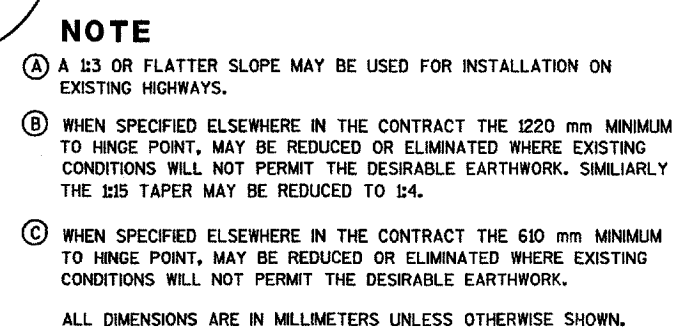 NOTE
(A) A 1:3 OR FLATTER SLOPE MAY BE USED FOR INSTALLATION ON
EXISTING HIGHWAYS.
(B) WHEN SPECIFIED ELSEWHERE IN THE CONTRACT THE 1220 mm MINIMUM
TO HINGE POINT, MAY BE REDUCED OR ELIMINATED WHERE EXISTING
CONDITIONS WILL NOT PERMIT THE DESIRABLE EARTHWORK. SIMILIARLY
THE 1:15 TAPER MAY BE REDUCED TO 1:4.
(C) WHEN SPECIFIED ELSEWHERE IN THE CONTRACT THE 610 mm MINIMUM
TO HINGE POINT, MAY BE REDUCED OR ELIMINATED WHERE EXISTING
CONDITIONS WILL NOT PERMIT THE DESIRABLE EARTHWORK.
ALL DIMENSIONS ARE IN MILLIMETERS UNLESS OTHERWISE SHOWN.